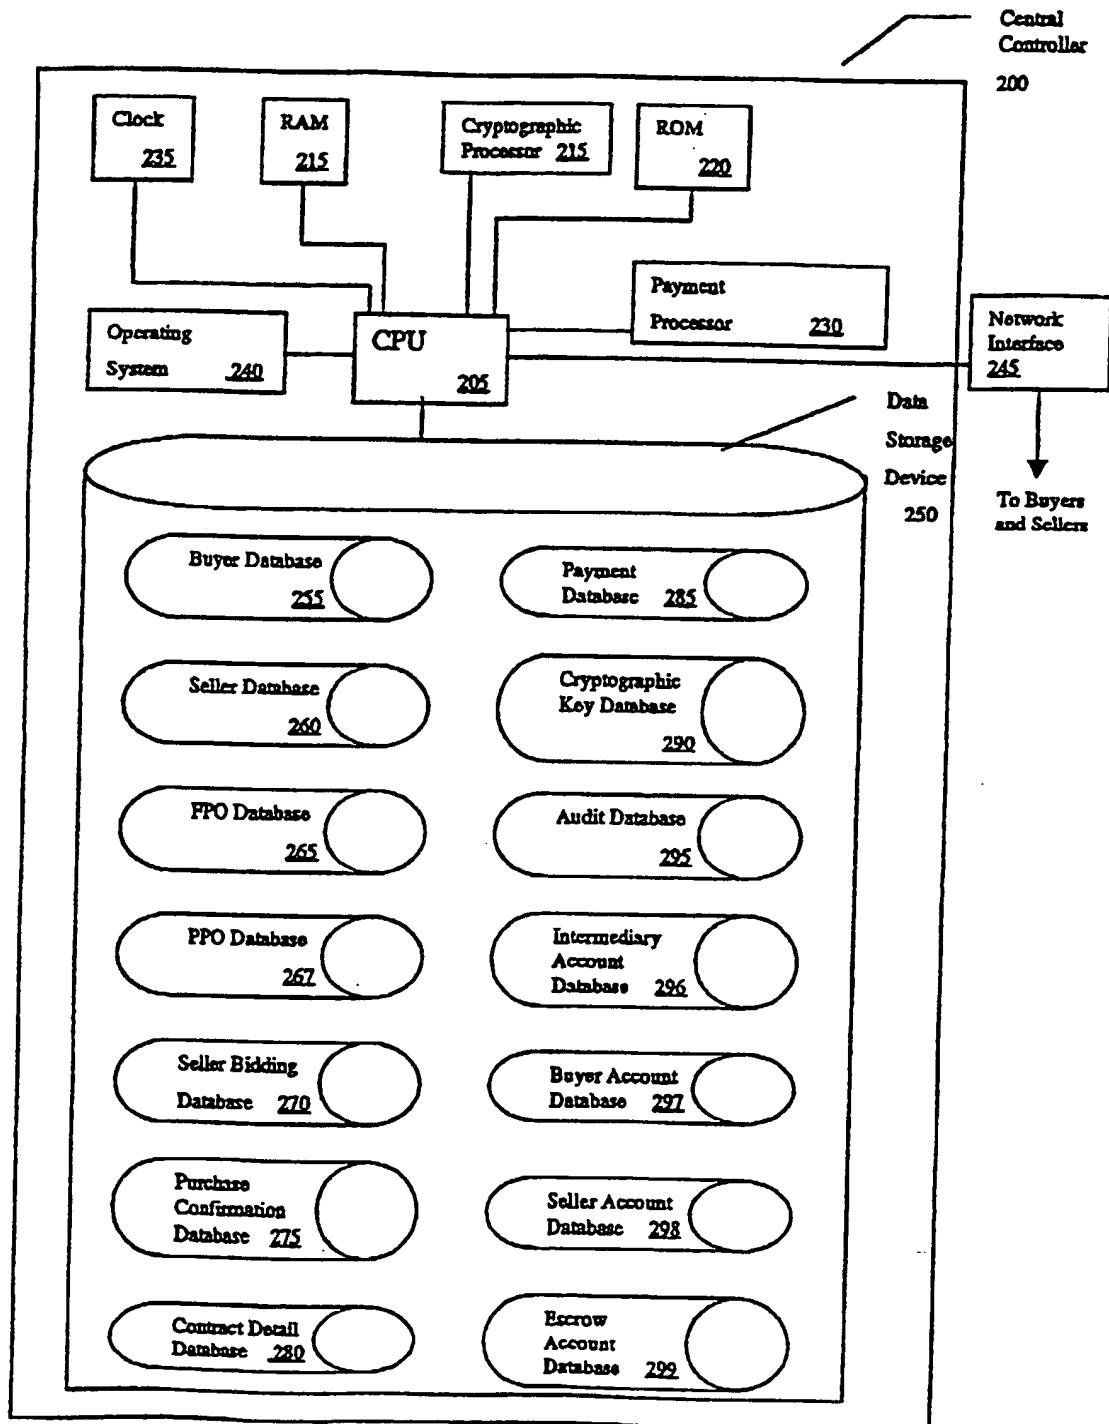 Central
Controller
200
Clock
235
RAM
215
Cryptographic
Processor 215
ROM
220
Payment
Processor 230
Operating
System 240
CPU
205
Network
Interface
245
Data
Storage
Device
250
To Buyers
and Sellers
Buyer Database
255
Payment
Database 285
Seller Database
260
Cryptographic
Key Database
290
FPO Database
265
Audit Database
295
PPO Database
267
Intermediary
Account
Database 296
Seller Bidding
Database 270
Buyer Account
Database 297
Purchase
Confirmation
Database 275
Seller Account
Database 298
Contract Detail
Database 280
Escrow
Account
Database 299